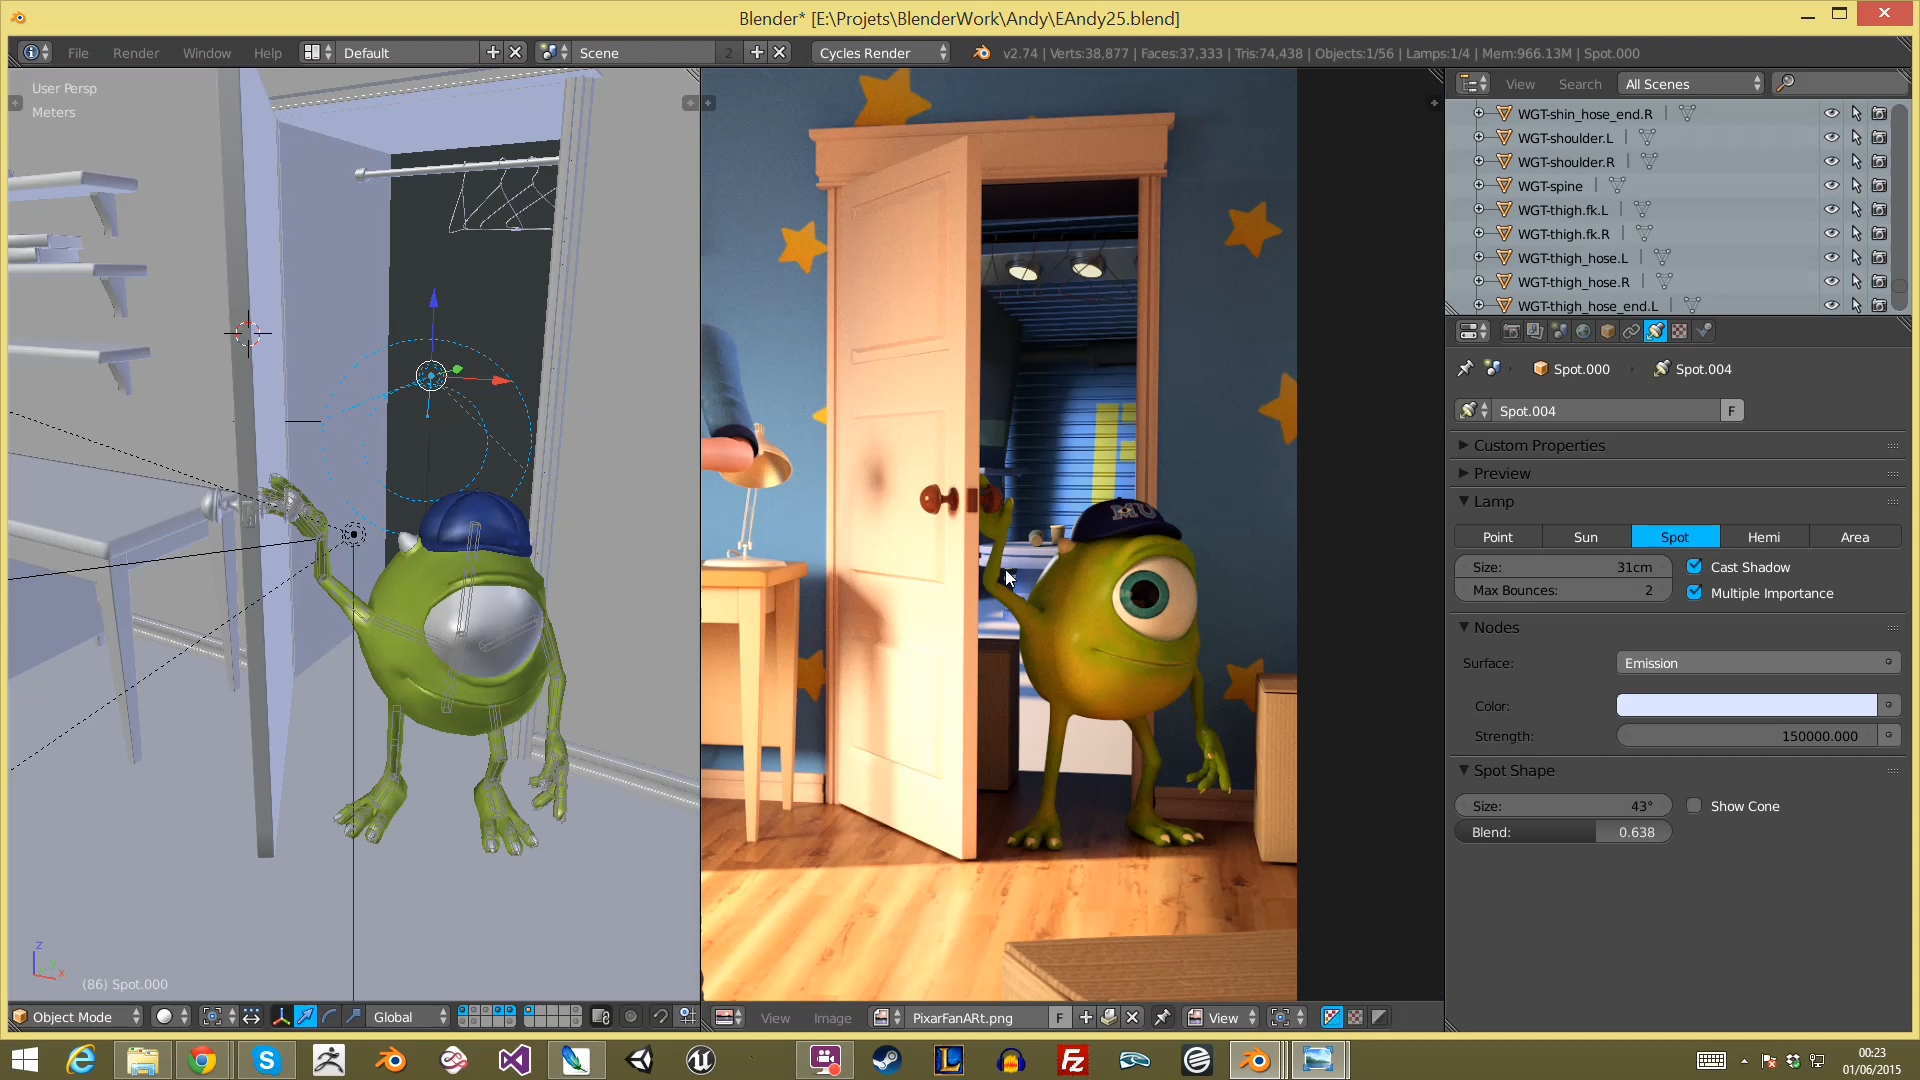 Blender* [E:\Projets\BlenderWork\Andy\EAndy25.blend]
File Render Window Help Default Scene 2 Cycles Render v2.74 | Verts:38,877 | Faces:37,333 | Tris:74,438 | Objects:1/56 | Lamps:1/4 | Mem:966.13M | Spot.000
User Persp
Meters
View Search All Scenes
WGT-shin_hose_end.R
WGT-shoulder.L
WGT-shoulder.R
WGT-spine
WGT-thigh.fk.L
WGT-thigh.fk.R
WGT-thigh_hose.L
WGT-thigh_hose.R
WGT-thigh_hose_end.L
Spot.000 Spot.004
Spot.004 F
Custom Properties
Preview
Lamp
Point Sun Spot Hemi Area
Size: 31cm Cast Shadow
Max Bounces: 2 Multiple Importance
Nodes
Surface: Emission
Color:
Strength: 150000.000
Spot Shape
Size: 43° Show Cone
Blend: 0.638
MU
z
y
x
(86) Spot.000
Object Mode Global View Image PixarFanARt.png F View
00:23
01/06/2015